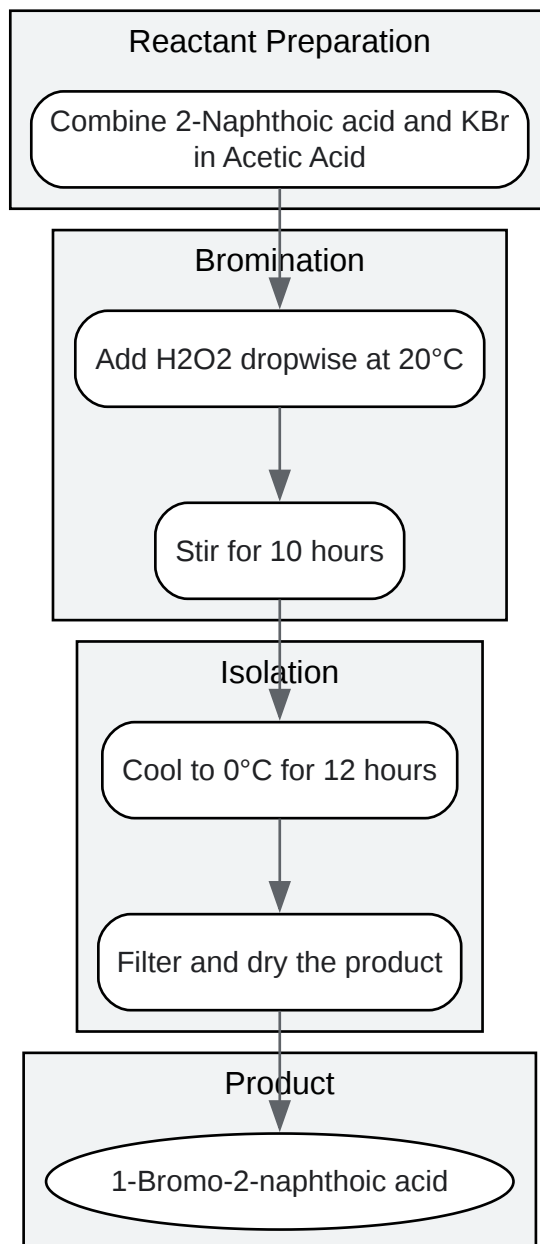 Reactant Preparation
Combine 2-Naphthoic acid and KBr
in Acetic Acid
Bromination
Add H2O2 dropwise at 20°C
Stir for 10 hours
Isolation
Cool to 0°C for 12 hours
Filter and dry the product
Product
1-Bromo-2-naphthoic acid